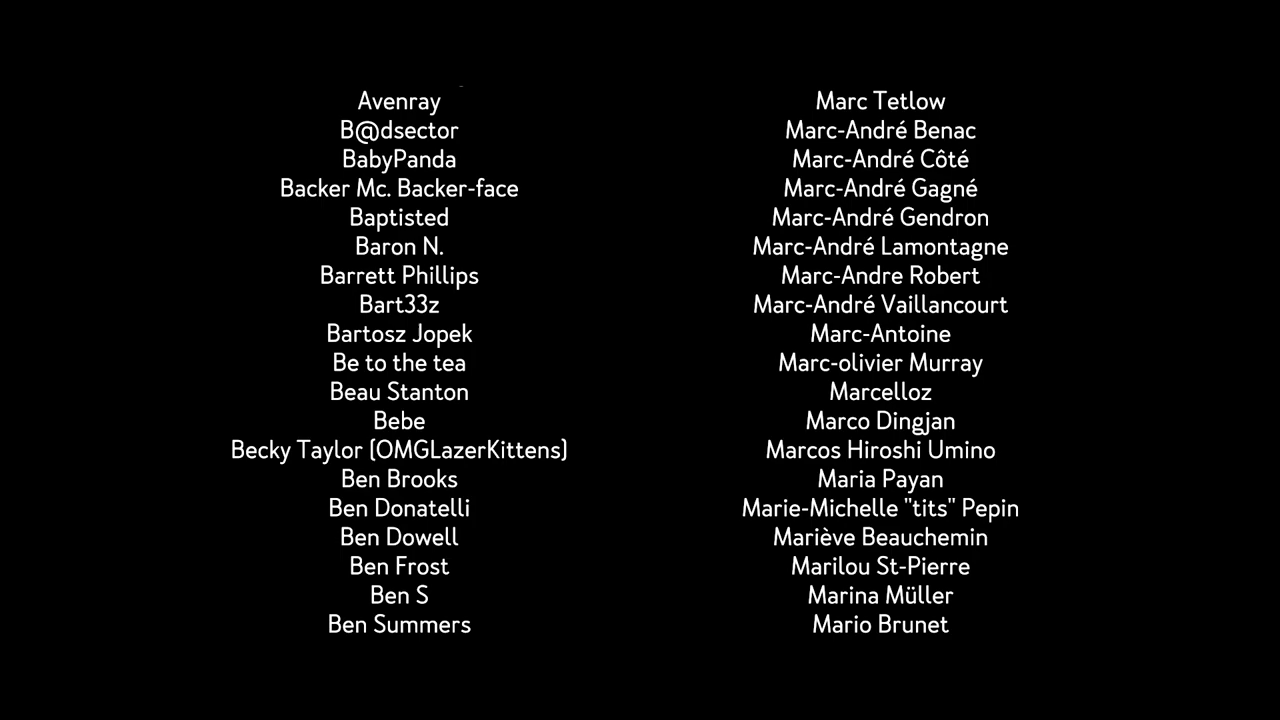 Avenray
B@dsector
BabyPanda
Backer Mc. Backer-face
Baptisted
Baron N.
Barrett Phillips
Bart33z
Bartosz Jopek
Be to the tea
Beau Stanton
Bebe
Becky Taylor (OMGLazerKittens)
Ben Brooks
Ben Donatelli
Ben Dowell
Ben Frost
Ben S
Ben Summers
Marc Tetlow
Marc-André Benac
Marc-André Côté
Marc-André Gagné
Marc-André Gendron
Marc-André Lamontagne
Marc-Andre Robert
Marc-André Vaillancourt
Marc-Antoine
Marc-olivier Murray
Marcelloz
Marco Dingjan
Marcos Hiroshi Umino
Maria Payan
Marie-Michelle "tits" Pepin
Mariève Beauchemin
Marilou St-Pierre
Marina Müller
Mario Brunet